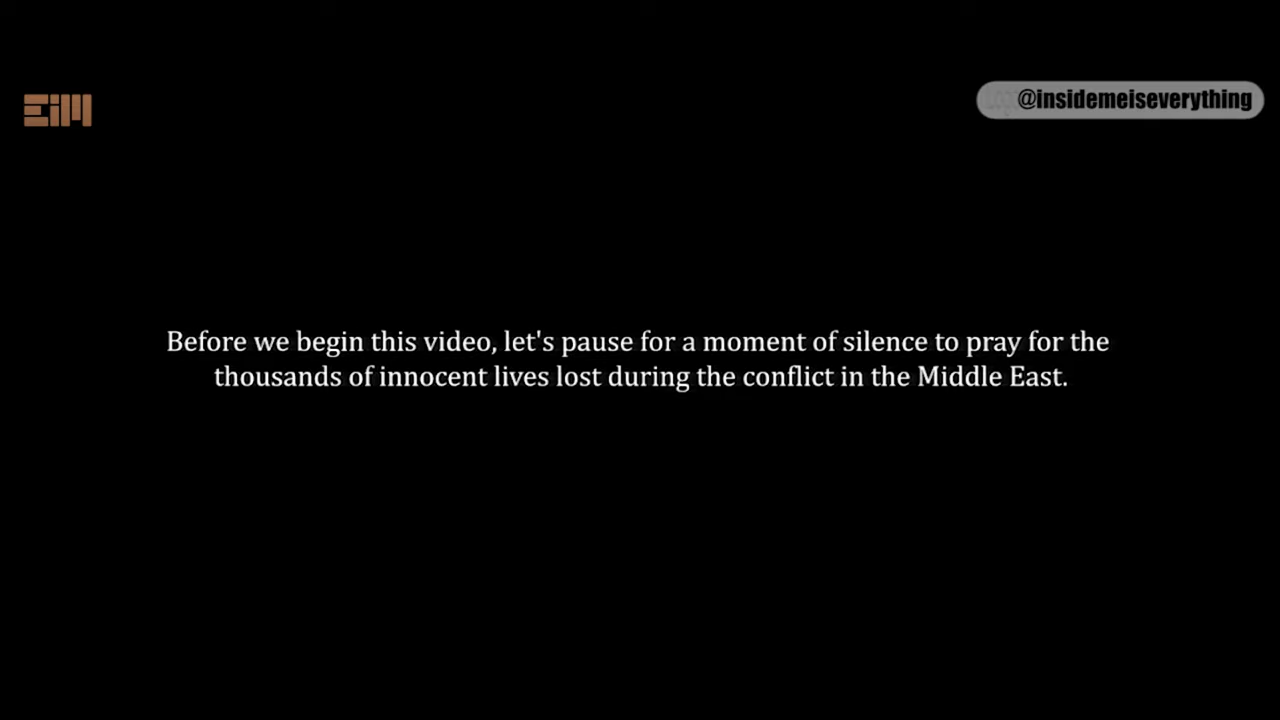 EiM
@insidemeiseverything
Before we begin this video, let's pause for a moment of silence to pray for the
thousands of innocent lives lost during the conflict in the Middle East.